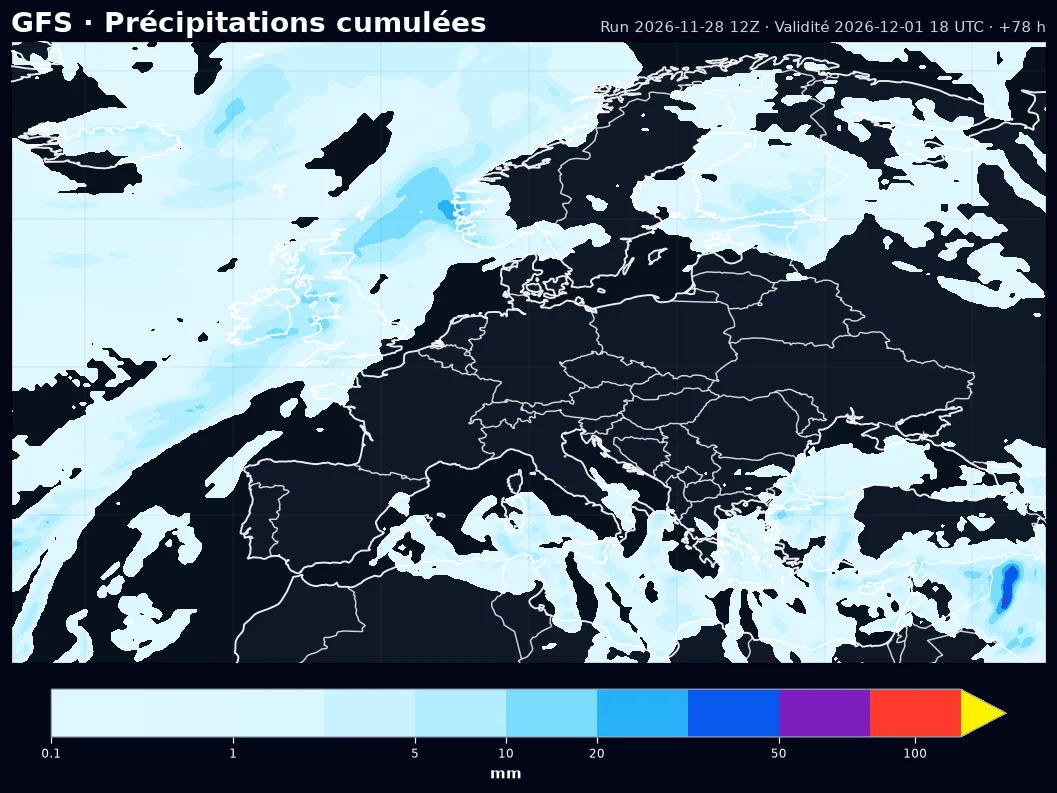 GFS · Précipitations cumulées
Run 2026-11-28 12Z · Validité 2026-12-01 18 UTC · +78 h
0.1 1 5 10 20 50 100
mm